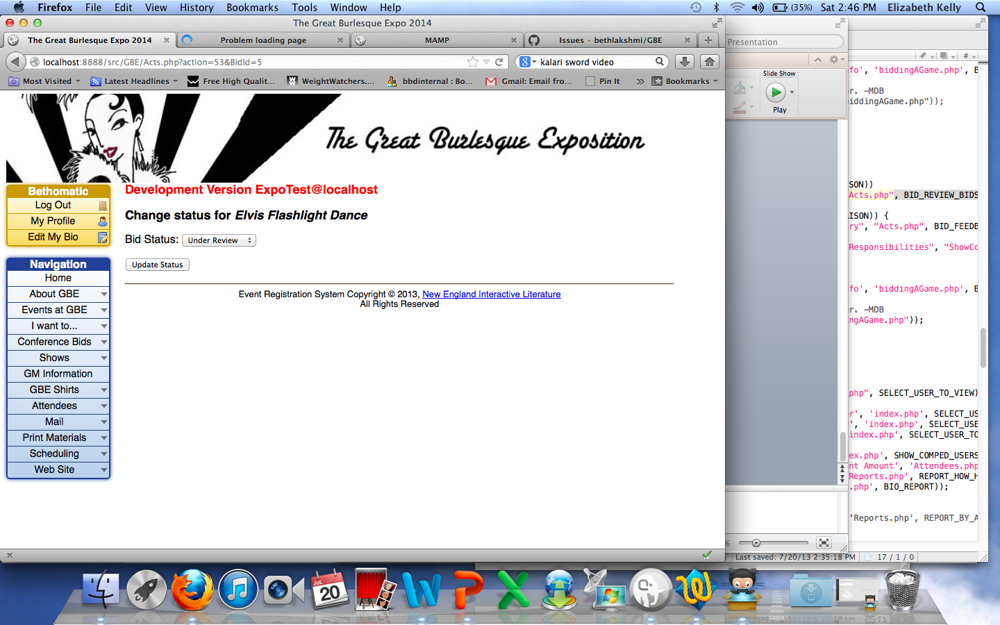 Firefox File Edit View History Bookmarks Tools Window Help (35%) Sat 2:46 PM Elizabeth Kelly
The Great Burlesque Expo 2014
The Great Burlesque Expo 2014 Problem loading page MAMP Issues · bethlakshmi/GBE
localhost:8888/src/GBE/Acts.php?action=53&BidId=5 kalari sword video
Most Visited Latest Headlines Free High Qualit... WeightWatchers.... bbdinternal : Bo... Gmail: Email fro... Pin It » Bookmarks
The Great Burlesque Exposition
Bethomatic
Log Out
My Profile
Edit My Bio
Navigation
Home
About GBE
Events at GBE
I want to...
Conference Bids
Shows
GM Information
GBE Shirts
Attendees
Mail
Print Materials
Scheduling
Web Site
Development Version ExpoTest@localhost
Change status for Elvis Flashlight Dance
Bid Status: Under Review
Update Status
Event Registration System Copyright © 2013, New England Interactive Literature
All Rights Reserved
Presentation
Slide Show
Play
%
Last saved: 7/20/13 2:35:18 PM 17 / 1 / 0
fo', 'biddingAGame.php', B
r. -MDB
biddingAGame.php"));
SON))
Acts.php", BID_REVIEW_BIDS
AISON)) {
ry", "Acts.php", BID_FEEDB
Responsibilities", "ShowCo
fo', 'biddingAGame.php', B
r. -MDB
ngAGame.php"));
php", SELECT_USER_TO_VIEW)
r', 'index.php', SELECT_US
', 'index.php', SELECT_USE
index.php', SELECT_USER_TO
ex.php', SHOW_COMPED_USERS
nt Amount', 'Attendees.php
Reports.php', REPORT_HOW_H
.php', BIO_REPORT));
'Reports.php', REPORT_BY_A
JUL
20